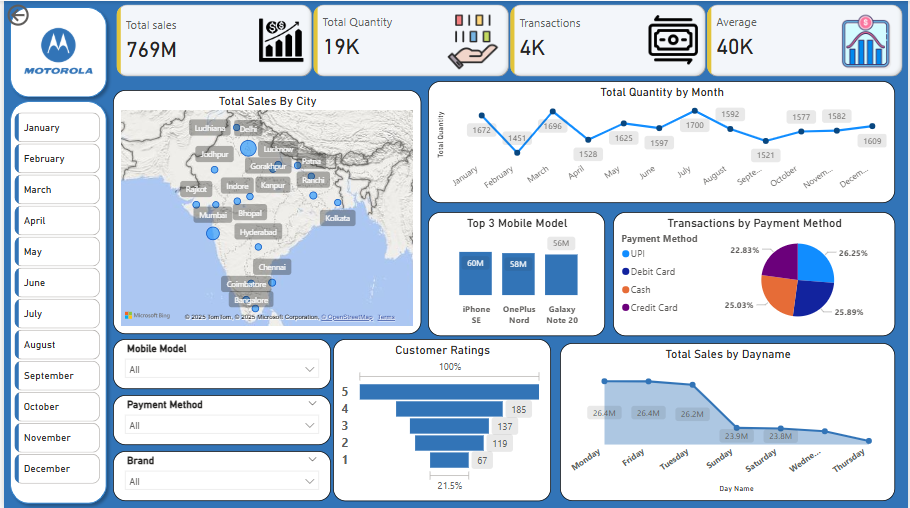 MOTOROLA
Total sales
769M
Total Quantity
19K
Transactions
4K
Average
40K
January
February
March
April
May
June
July
August
September
October
November
December
Total Sales By City
Ludhiana
Delhi
Jodhpur
Lucknow
Gorakhpur
Patna
Rajkot
Indore
Kanpur
Ranchi
Mumbai
Bhopal
Kolkata
Hyderabad
Chennai
Coimbatore
Bangalore
Microsoft Bing
© 2025 TomTom, © 2025 Microsoft Corporation, © OpenStreetMap Terms
Total Quantity by Month
Total Quantity
1672
1451
1696
1528
1625
1597
1700
1592
1521
1577
1582
1609
January
February
March
April
May
June
July
August
Septe...
October
Novem...
Decem...
Top 3 Mobile Model
60M
58M
56M
iPhone SE
OnePlus Nord
Galaxy Note 20
Transactions by Payment Method
Payment Method
UPI
Debit Card
Cash
Credit Card
22.83%
26.25%
25.03%
25.89%
Mobile Model
All
Payment Method
All
Brand
All
Customer Ratings
100%
5
4 185
3 137
2 119
1 67
21.5%
Total Sales by Dayname
26.4M
26.4M
26.2M
23.9M
23.8M
Monday
Friday
Tuesday
Sunday
Saturday
Wedne...
Thursday
Day Name